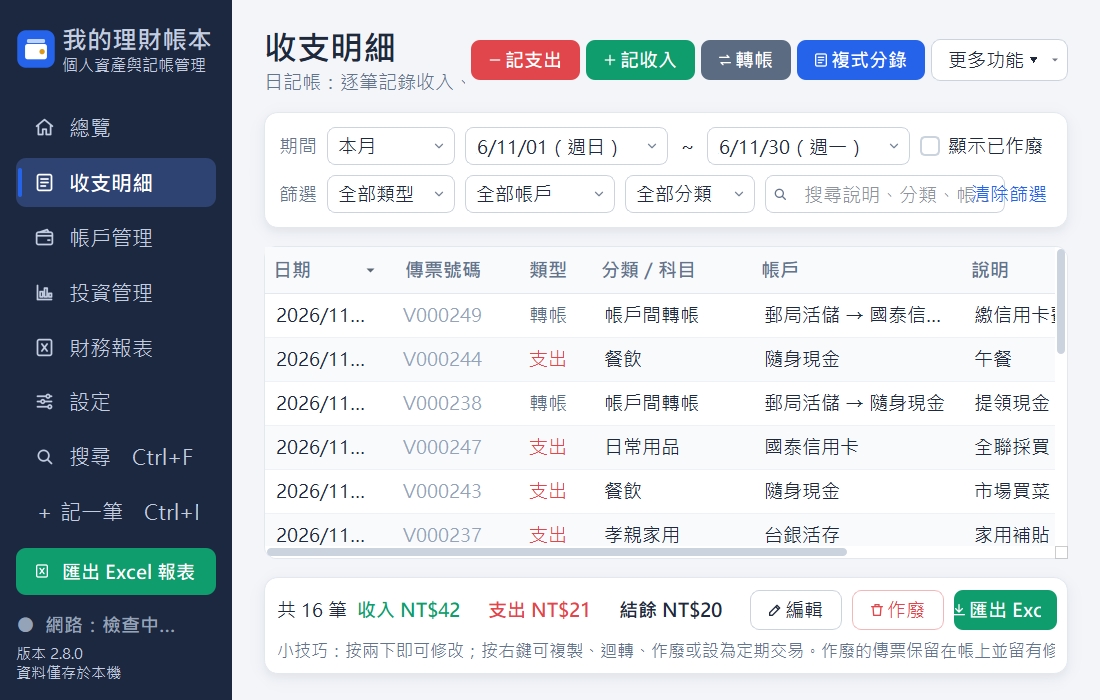 我的理財帳本
個人資產與記帳管理
總覽
收支明細
帳戶管理
投資管理
財務報表
設定
搜尋 Ctrl+F
+ 記一筆 Ctrl+I
匯出 Excel 報表
網路：檢查中...
版本 2.8.0
資料僅存於本機
收支明細
日記帳：逐筆記錄收入、
− 記支出
+ 記收入
⇌ 轉帳
複式分錄
更多功能 ▾
期間 本月 6/11/01 ( 週日 ) ~ 6/11/30 ( 週一 ) 顯示已作廢
篩選 全部類型 全部帳戶 全部分類 搜尋說明、分類、帳 清除篩選
日期 傳票號碼 類型 分類 / 科目 帳戶 說明
2026/11... V000249 轉帳 帳戶間轉帳 郵局活儲 → 國泰信... 繳信用卡
2026/11... V000244 支出 餐飲 隨身現金 午餐
2026/11... V000238 轉帳 帳戶間轉帳 郵局活儲 → 隨身現金 提領現金
2026/11... V000247 支出 日常用品 國泰信用卡 全聯採買
2026/11... V000243 支出 餐飲 隨身現金 市場買菜
2026/11... V000237 支出 孝親家用 台銀活存 家用補貼
共 16 筆 收入 NT$42 支出 NT$21 結餘 NT$20 編輯 作廢 匯出 Exc
小技巧：按兩下即可修改；按右鍵可複製、迴轉、作廢或設為定期交易。作廢的傳票保留在帳上並留有修